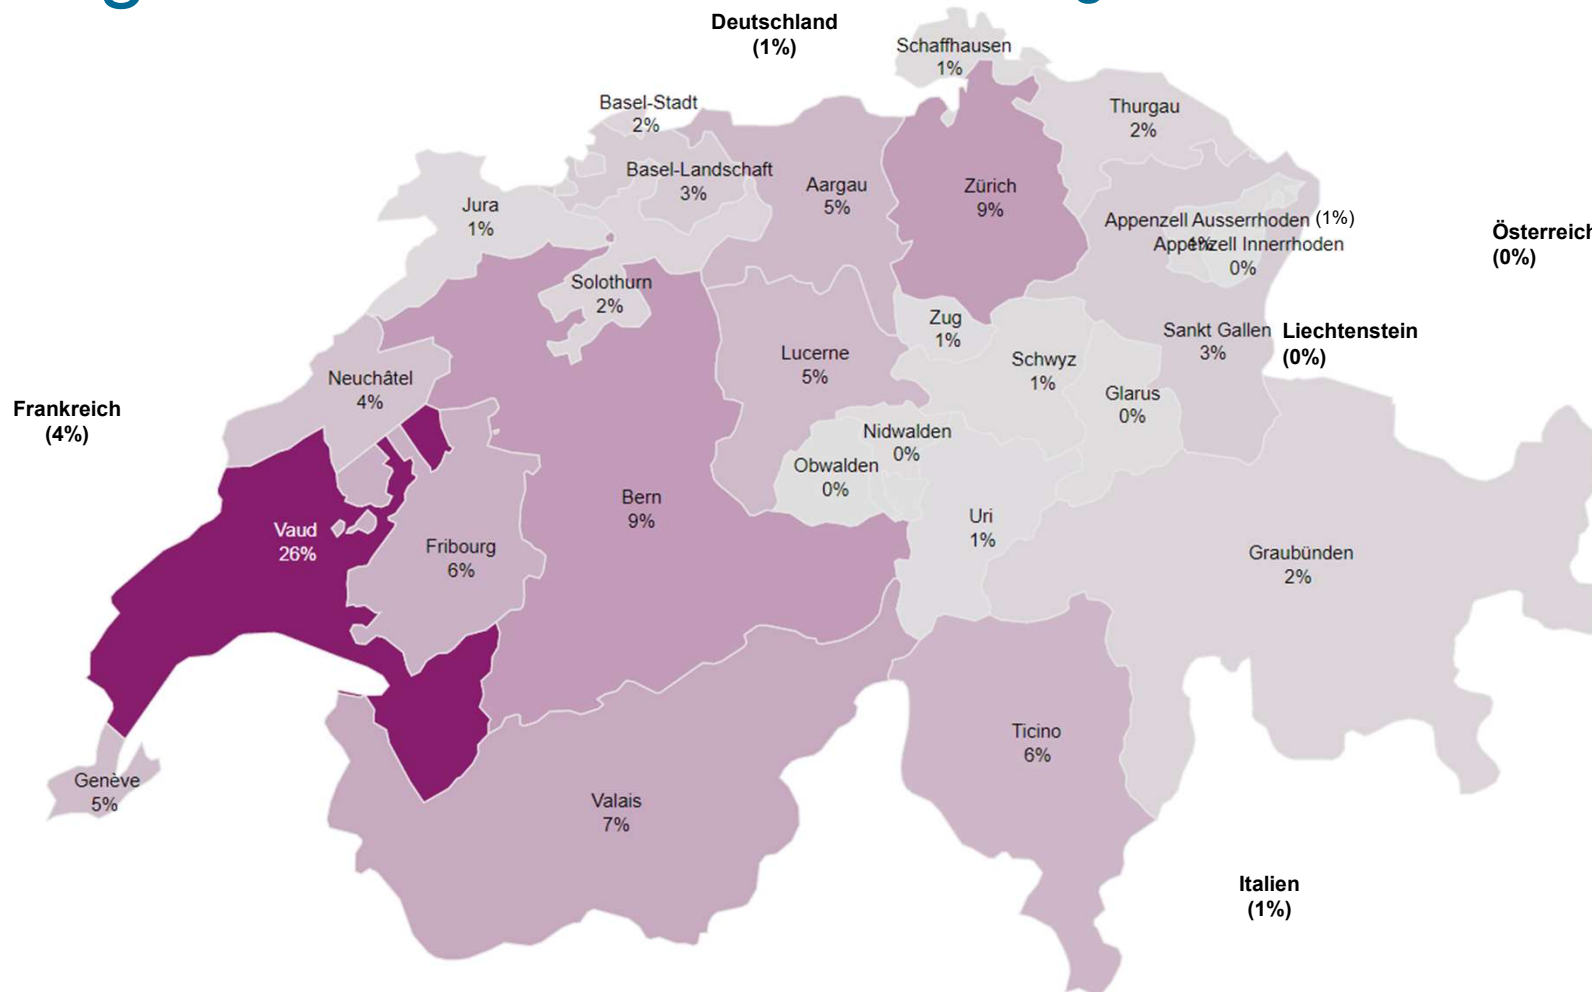 Deutschland
(1%)
Schaffhausen
1%
Basel-Stadt
2%
Thurgau
2%
Basel-Landschaft
3%
Aargau
5%
Zürich
9%
Jura
1%
Appenzell Ausserrhoden (1%)
1%
Appenzell Innerrhoden
0%
Österreich
(0%)
Solothurn
2%
Zug
1%
Sankt Gallen
3%
Liechtenstein
(0%)
Lucerne
5%
Schwyz
1%
Neuchâtel
4%
Glarus
0%
Frankreich
(4%)
Nidwalden
0%
Obwalden
0%
Bern
9%
Uri
1%
Vaud
26%
Fribourg
6%
Graubünden
2%
Ticino
6%
Genève
5%
Valais
7%
Italien
(1%)